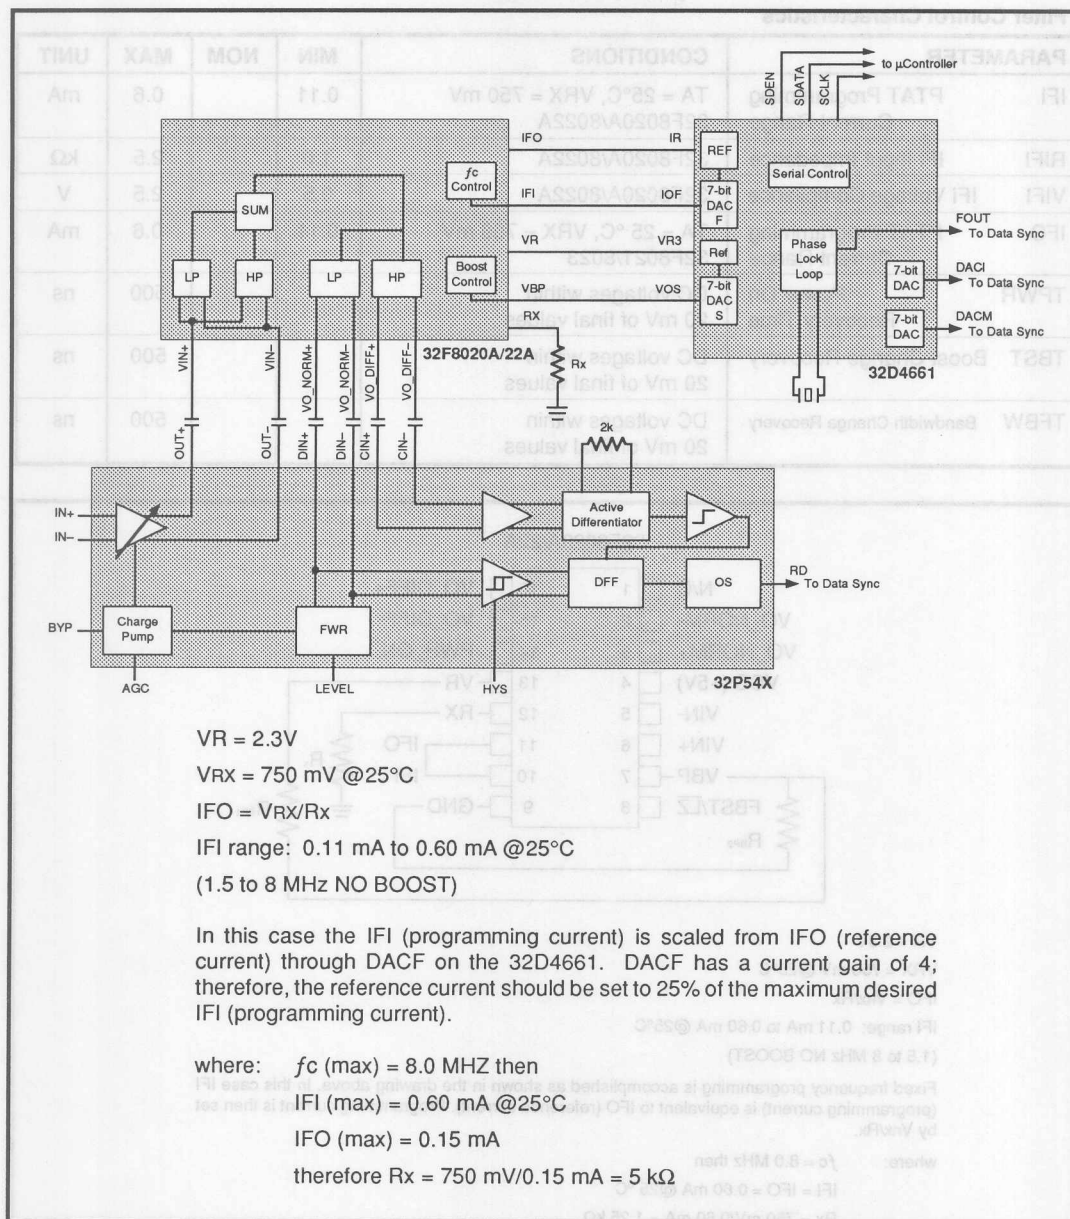 to µController
SDEN
SDATA
SCLK
IFO
IR
REF
fc
Control
IFI
IOF
7-bit
DAC
F
Serial Control
SUM
VR
VR3
Ref
Phase
Lock
Loop
FOUT
To Data Sync
LP
HP
LP
HP
Boost
Control
VBP
VOS
7-bit
DAC
S
7-bit
DAC
DACI
To Data Sync
RX
7-bit
DAC
DACM
To Data Sync
32F8020A/22A
32D4661
Rx
VIN+
VIN–
VO_NORM+
VO_NORM–
VO_DIFF+
VO_DIFF–
OUT+
OUT–
DIN+
DIN–
CIN+
CIN–
2k
IN+
IN–
Active
Differentiator
DFF
OS
RD
To Data Sync
BYP
Charge
Pump
FWR
AGC
LEVEL
HYS
32P54X
VR = 2.3V
VRX = 750 mV @25°C
IFO = VRX/Rx
IFI range: 0.11 mA to 0.60 mA @25°C
(1.5 to 8 MHz NO BOOST)
In this case the IFI (programming current) is scaled from IFO (reference
current) through DACF on the 32D4661. DACF has a current gain of 4;
therefore, the reference current should be set to 25% of the maximum desired
IFI (programming current).
where: fc (max) = 8.0 MHZ then
IFI (max) = 0.60 mA @25°C
IFO (max) = 0.15 mA
therefore Rx = 750 mV/0.15 mA = 5 kΩ